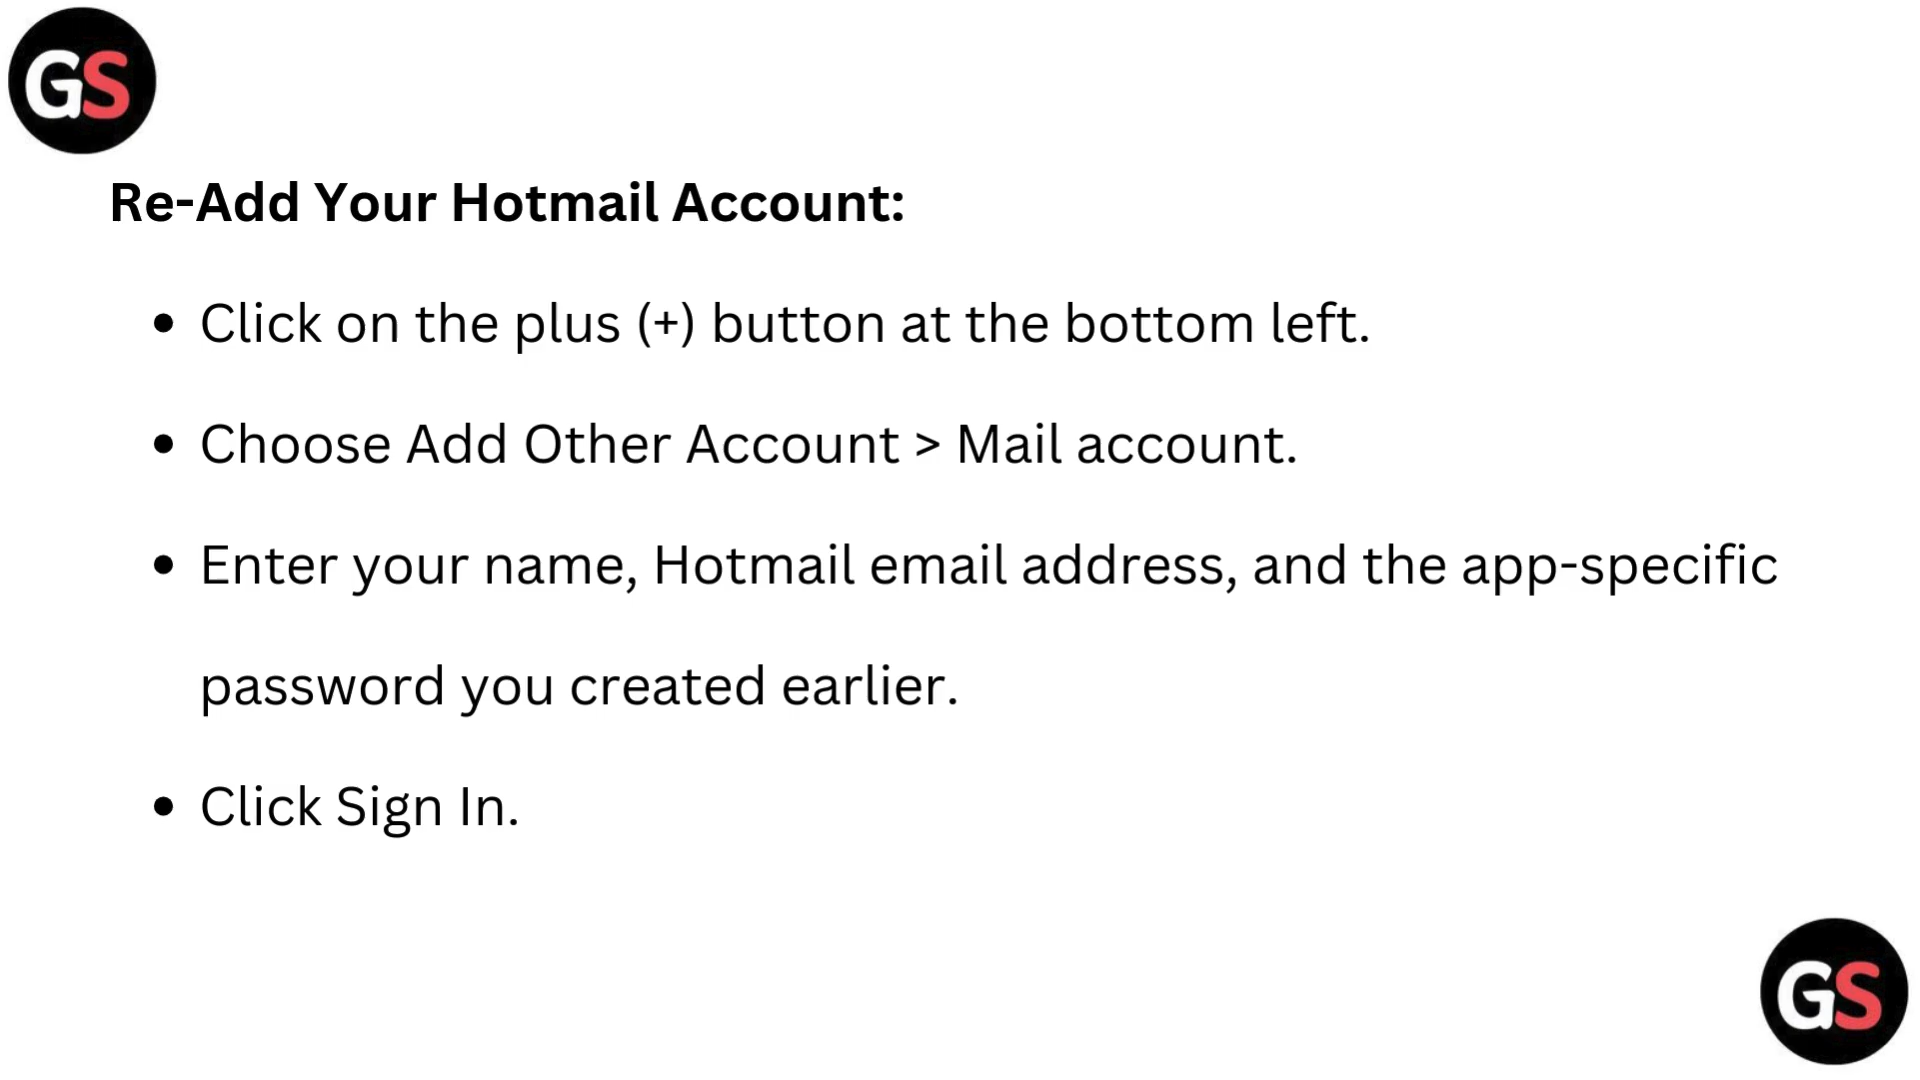 GS
Re-Add Your Hotmail Account:
• Click on the plus (+) button at the bottom left.
• Choose Add Other Account > Mail account.
• Enter your name, Hotmail email address, and the app-specific
password you created earlier.
• Click Sign In.
GS